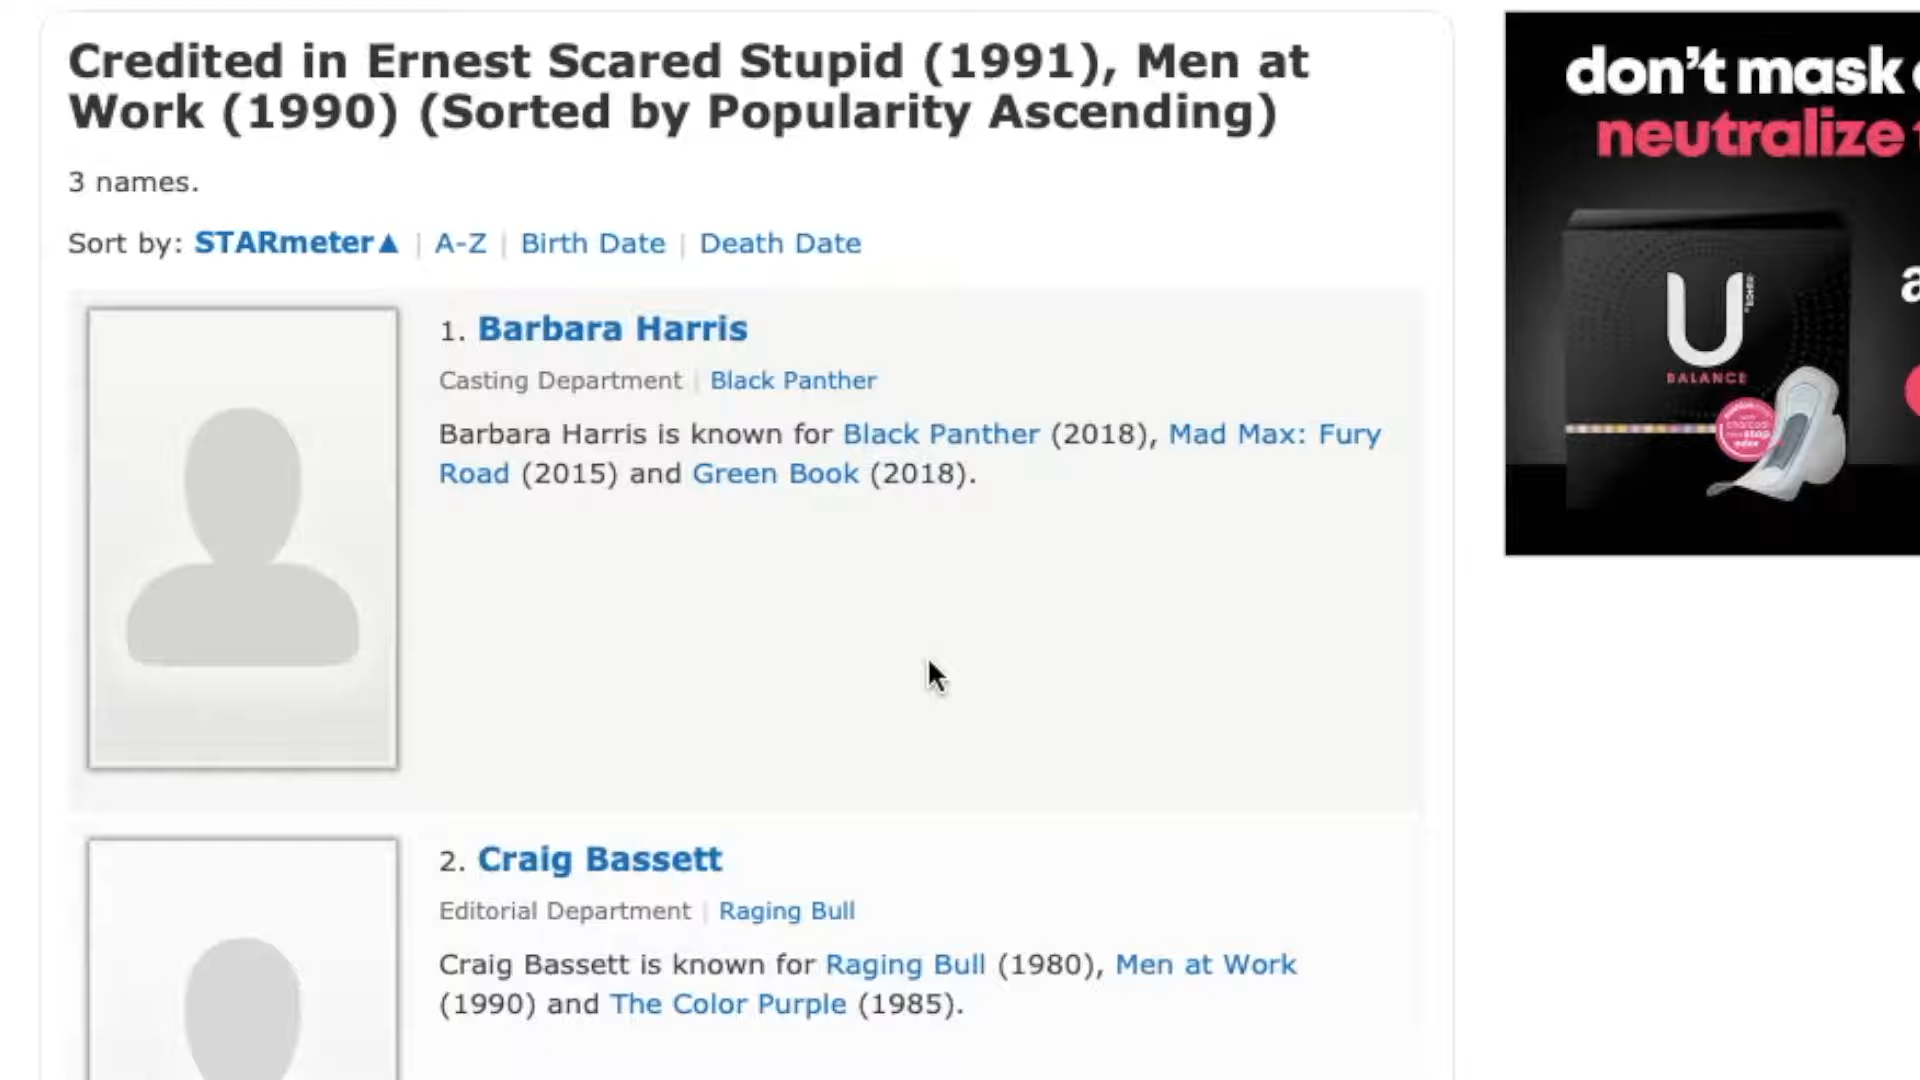 Credited in Ernest Scared Stupid (1991), Men at
Work (1990) (Sorted by Popularity Ascending)
3 names.
Sort by: STARmeter▲ | A-Z | Birth Date | Death Date
1. Barbara Harris
Casting Department | Black Panther
Barbara Harris is known for Black Panther (2018), Mad Max: Fury
Road (2015) and Green Book (2018).
2. Craig Bassett
Editorial Department | Raging Bull
Craig Bassett is known for Raging Bull (1980), Men at Work
(1990) and The Color Purple (1985).
don't mask
neutralize
U
BALANCE